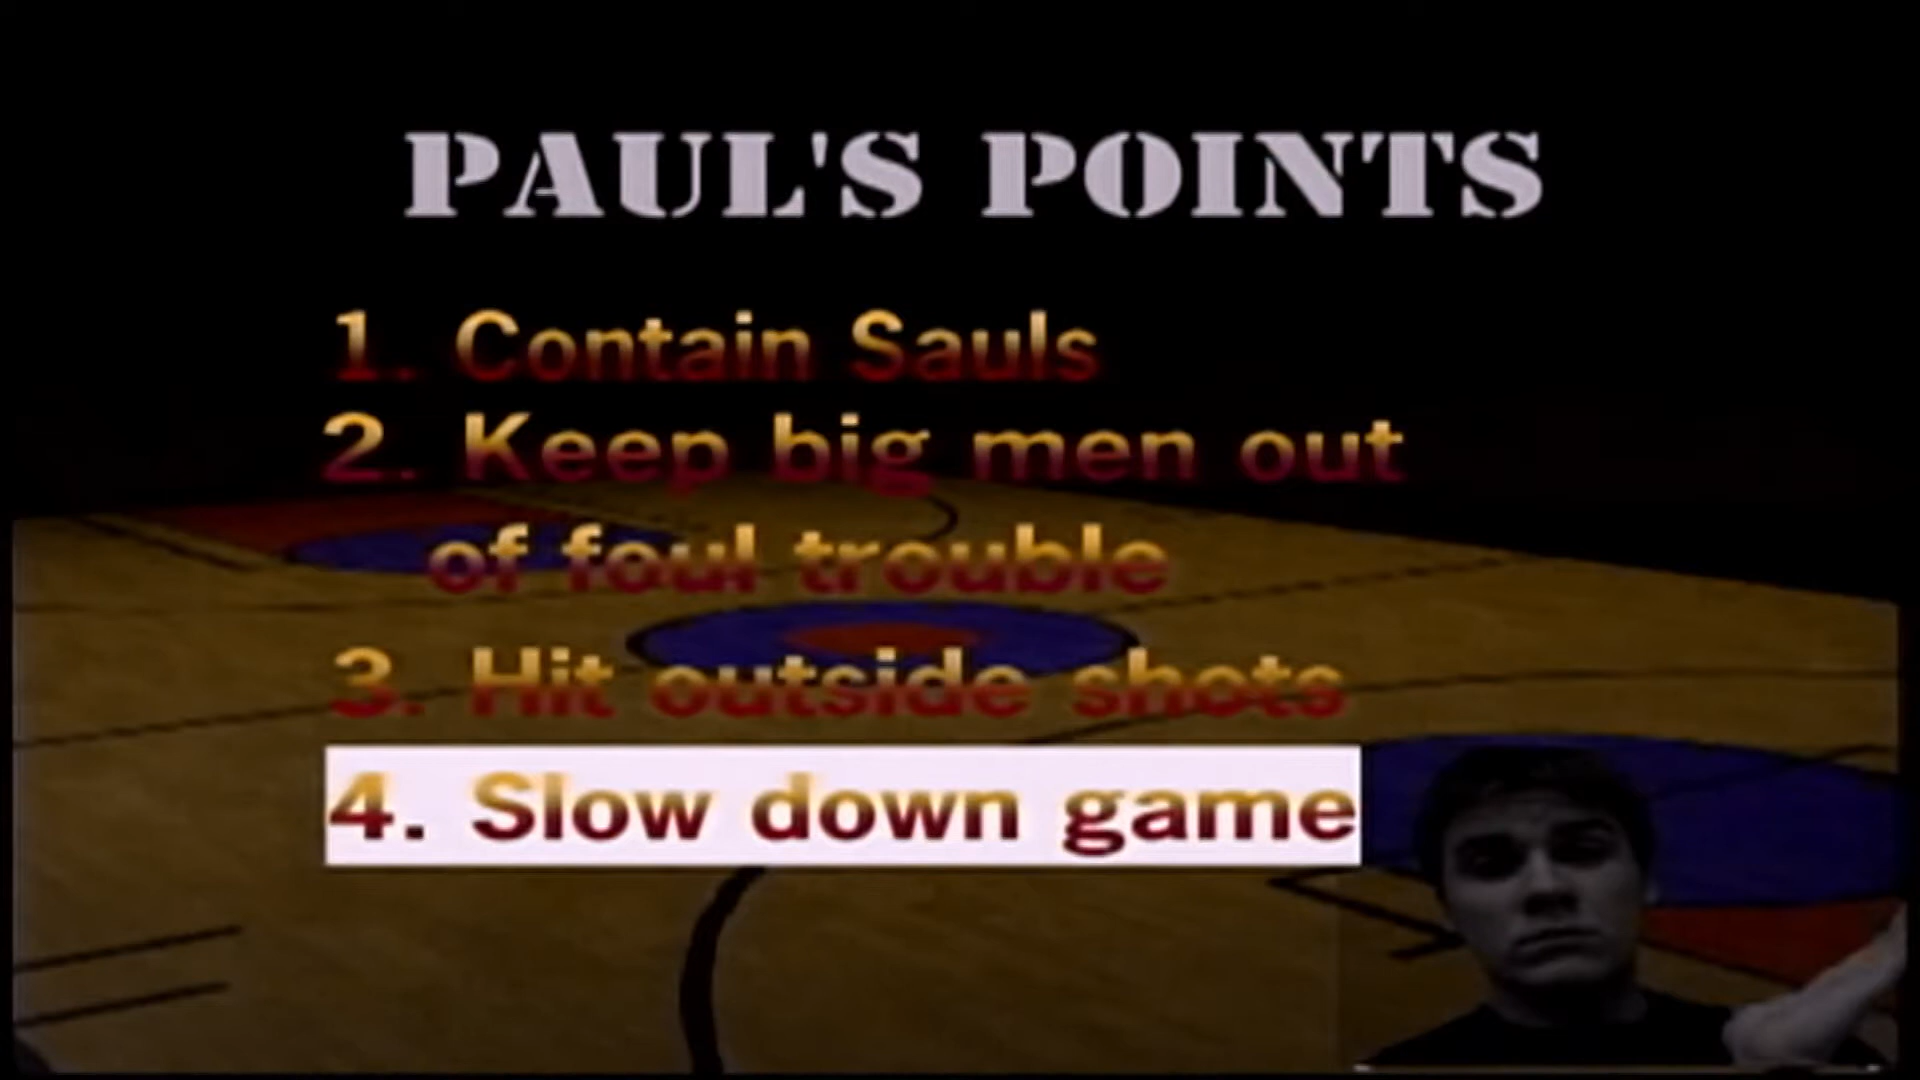 PAUL'S POINTS
1. Contain Sauls
2. Keep big men out
of foul trouble
3. Hit outside shots
4. Slow down game